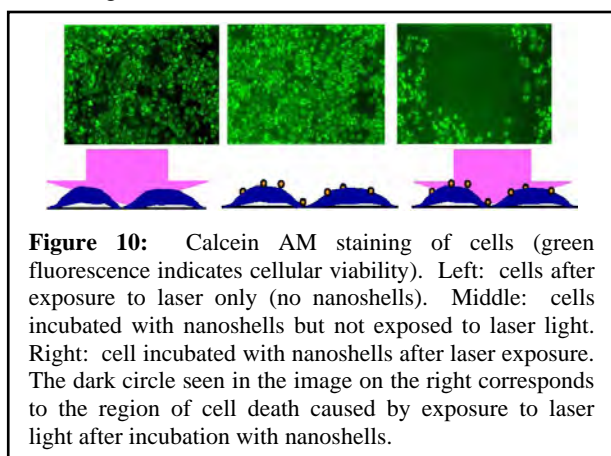 Figure 10: Calcein AM staining of cells (green
fluorescence indicates cellular viability). Left: cells after
exposure to laser only (no nanoshells). Middle: cells
incubated with nanoshells but not exposed to laser light.
Right: cell incubated with nanoshells after laser exposure.
The dark circle seen in the image on the right corresponds
to the region of cell death caused by exposure to laser
light after incubation with nanoshells.